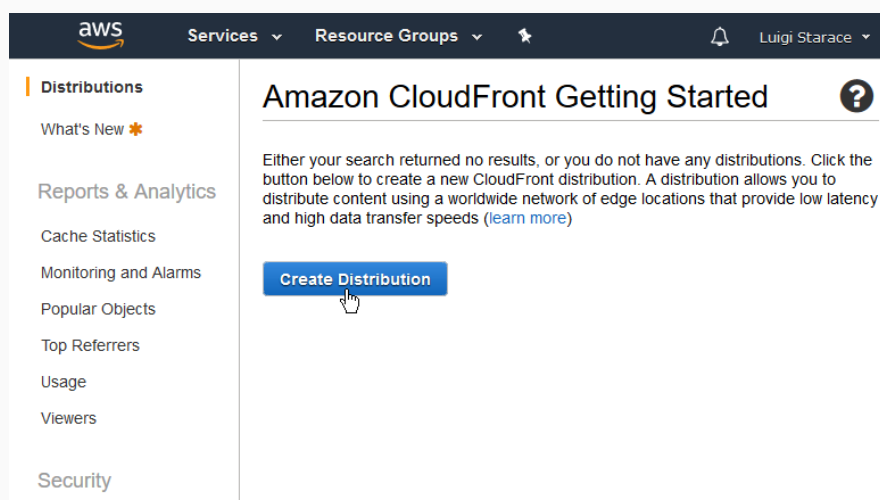 aws
Services
Resource Groups
Luigi Starace
Distributions
What's New
Reports & Analytics
Cache Statistics
Monitoring and Alarms
Popular Objects
Top Referrers
Usage
Viewers
Security
Amazon CloudFront Getting Started
?
Either your search returned no results, or you do not have any distributions. Click the
button below to create a new CloudFront distribution. A distribution allows you to
distribute content using a worldwide network of edge locations that provide low latency
and high data transfer speeds (learn more)
Create Distribution